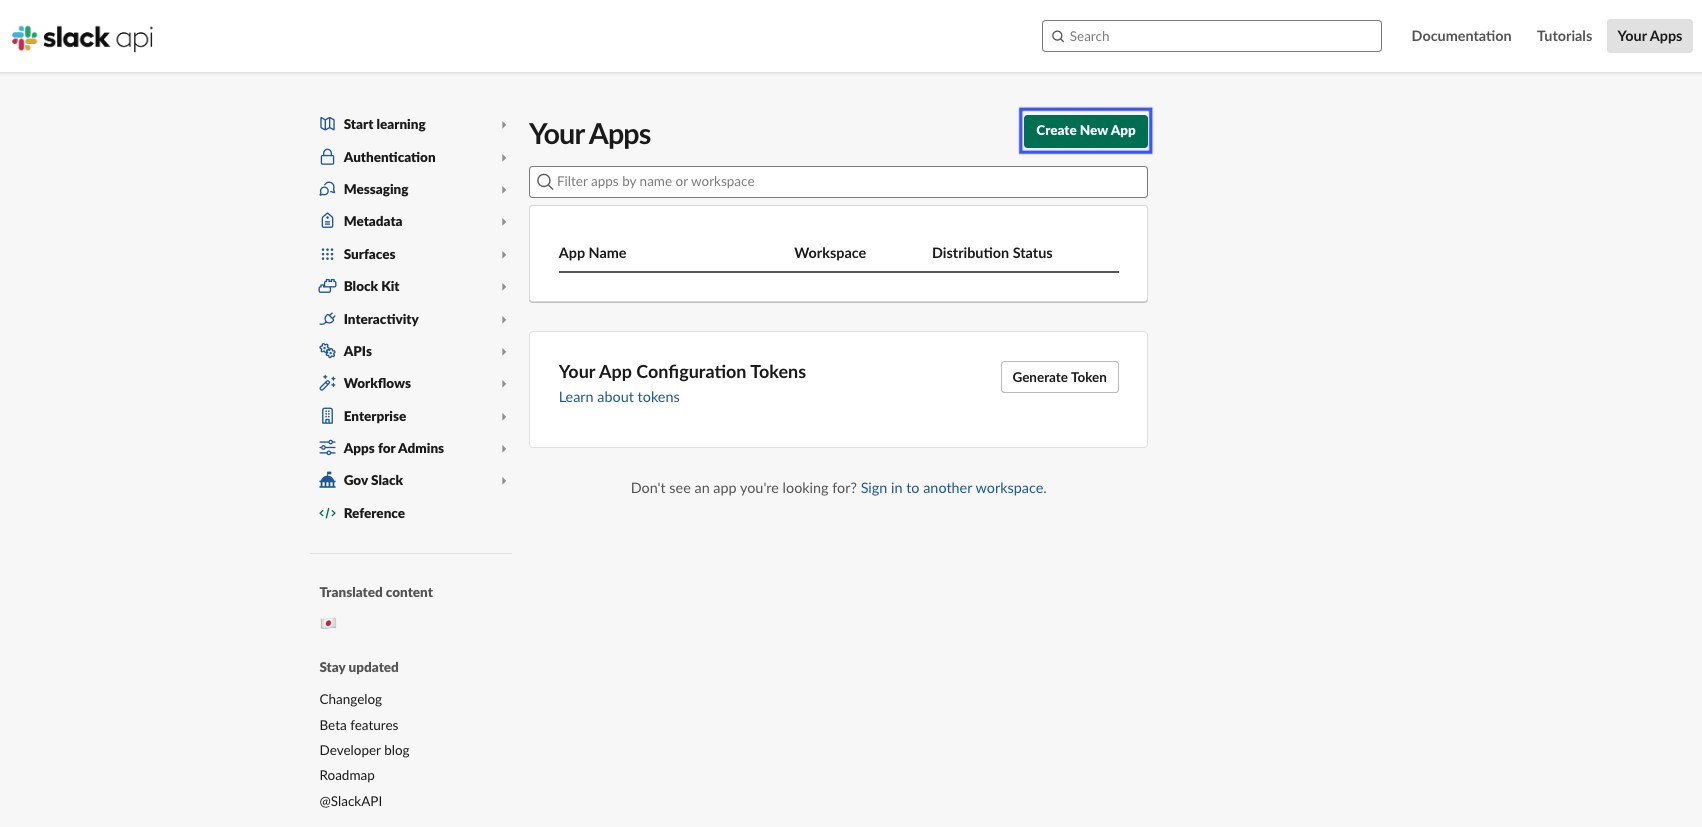 slack api
Search
Documentation
Tutorials
Your Apps
Start learning
Authentication
Messaging
Metadata
Surfaces
Block Kit
Interactivity
APIs
Workflows
Enterprise
Apps for Admins
Gov Slack
Reference
Translated content
Stay updated
Changelog
Beta features
Developer blog
Roadmap
@SlackAPI
Your Apps
Create New App
Filter apps by name or workspace
App Name Workspace Distribution Status
Your App Configuration Tokens
Generate Token
Learn about tokens
Don't see an app you're looking for? Sign in to another workspace.